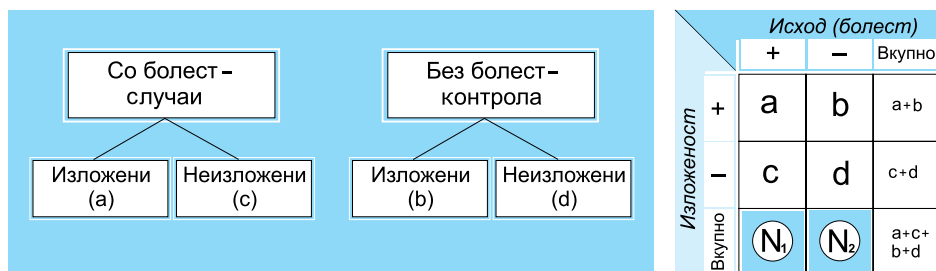 Со болест–
случаи
Без болест–
контрола
Изложени
(a)
Неизложени
(c)
Изложени
(b)
Неизложени
(d)
Исход (болест)
+ – Вкупно
Изложеност
+ a b a+b
– c d c+d
Вкупно N₁ N₂ a+c+
b+d